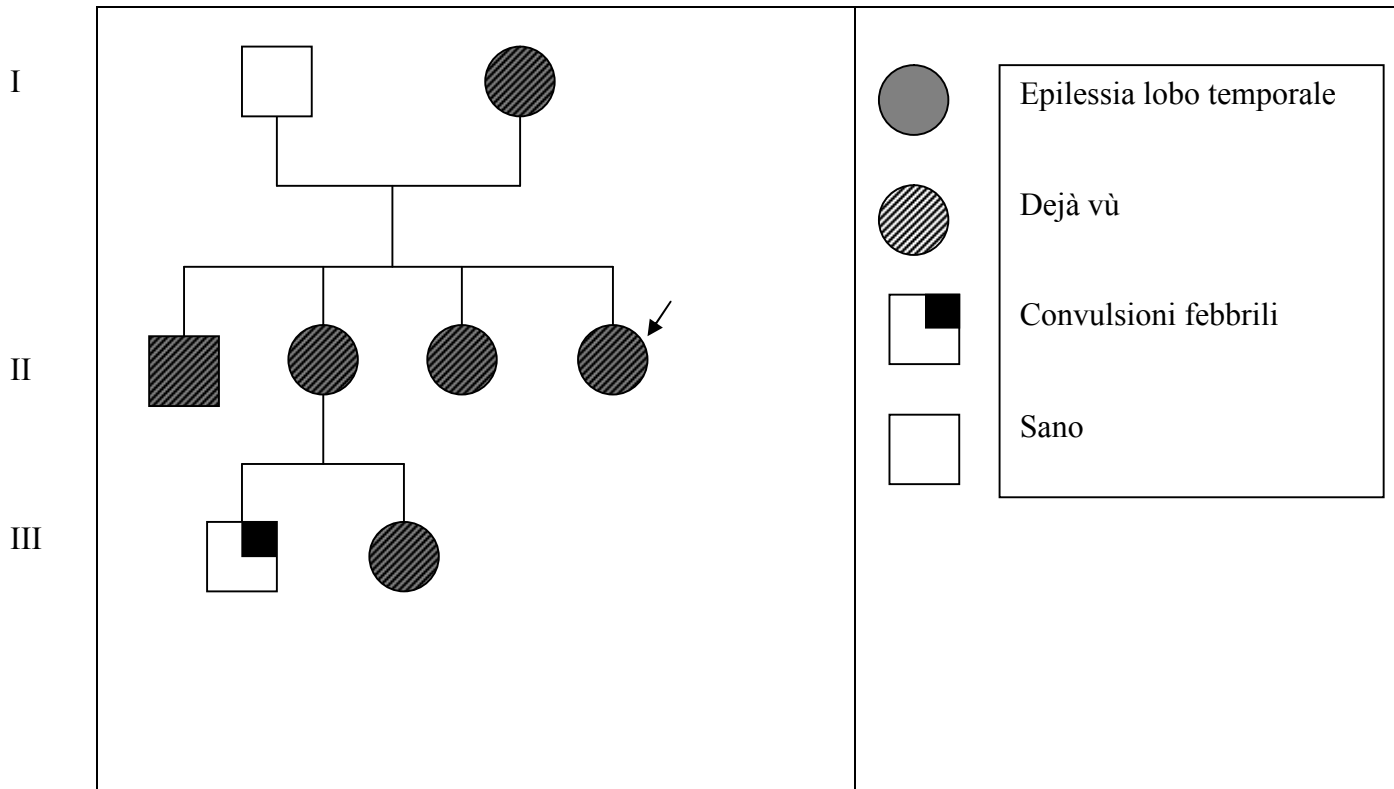 I
II
III
Epilessia lobo temporale
Dejà vù
Convulsioni febbrili
Sano